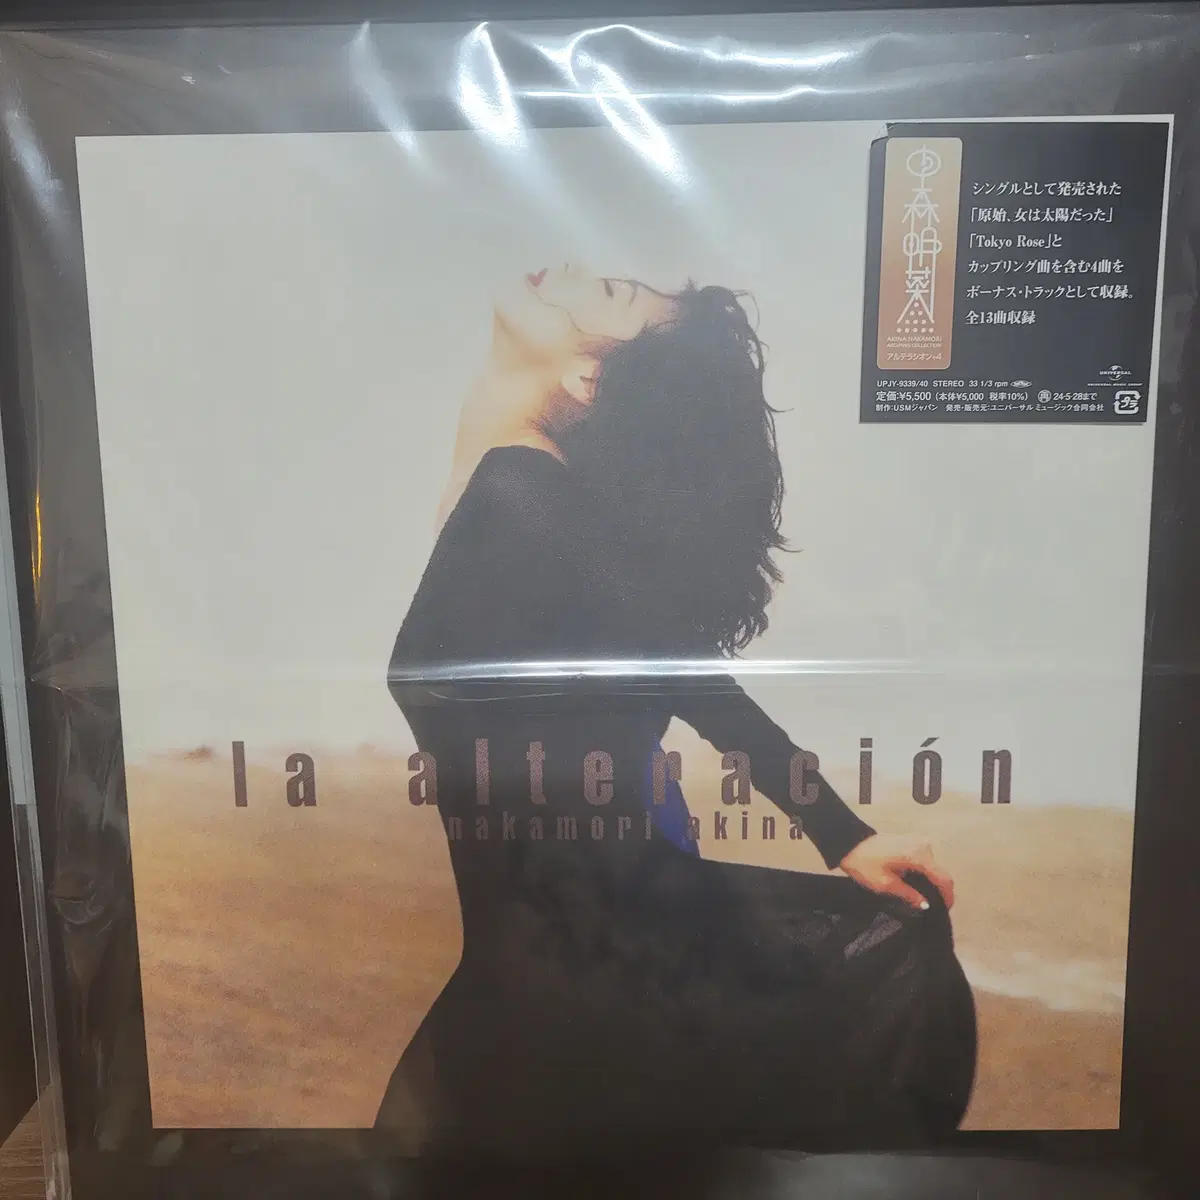 中森明菜
AKINA NAKAMORI
ARCHIVES COLLECTION
アルテラシオン+4
シングルとして発売された
「原始、女は太陽だった」
「Tokyo Rose」と
カップリング曲を含む4曲を
ボーナス・トラックとして収録。
全13曲収録
UNIVERSAL
UNIVERSAL MUSIC GROUP
UPJY-9339/40 STEREO 33 1/3 rpm
定価:¥5,500 (本体¥5,000 税率10%) 再 24・5・28まで
制作:USMジャパン 発売・販売元:ユニバーサル ミュージック合同会社
la alteración
nakamori akina